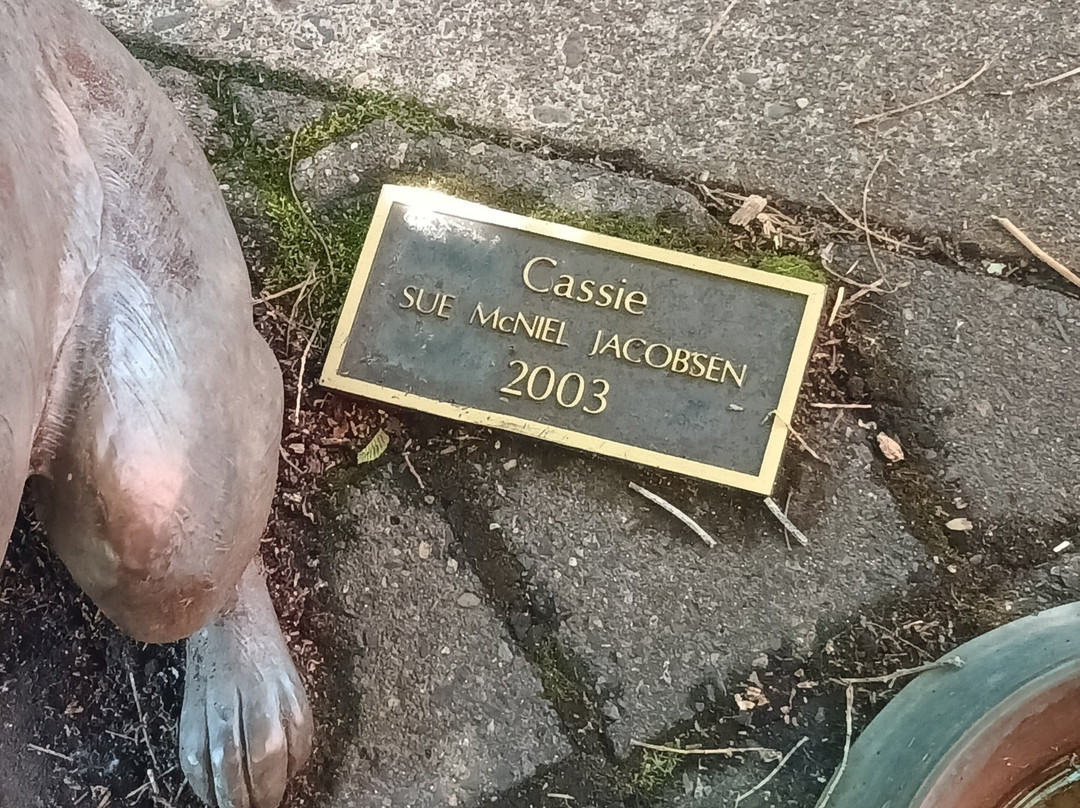 Cassie
SUE McNIEL JACOBSEN
2003